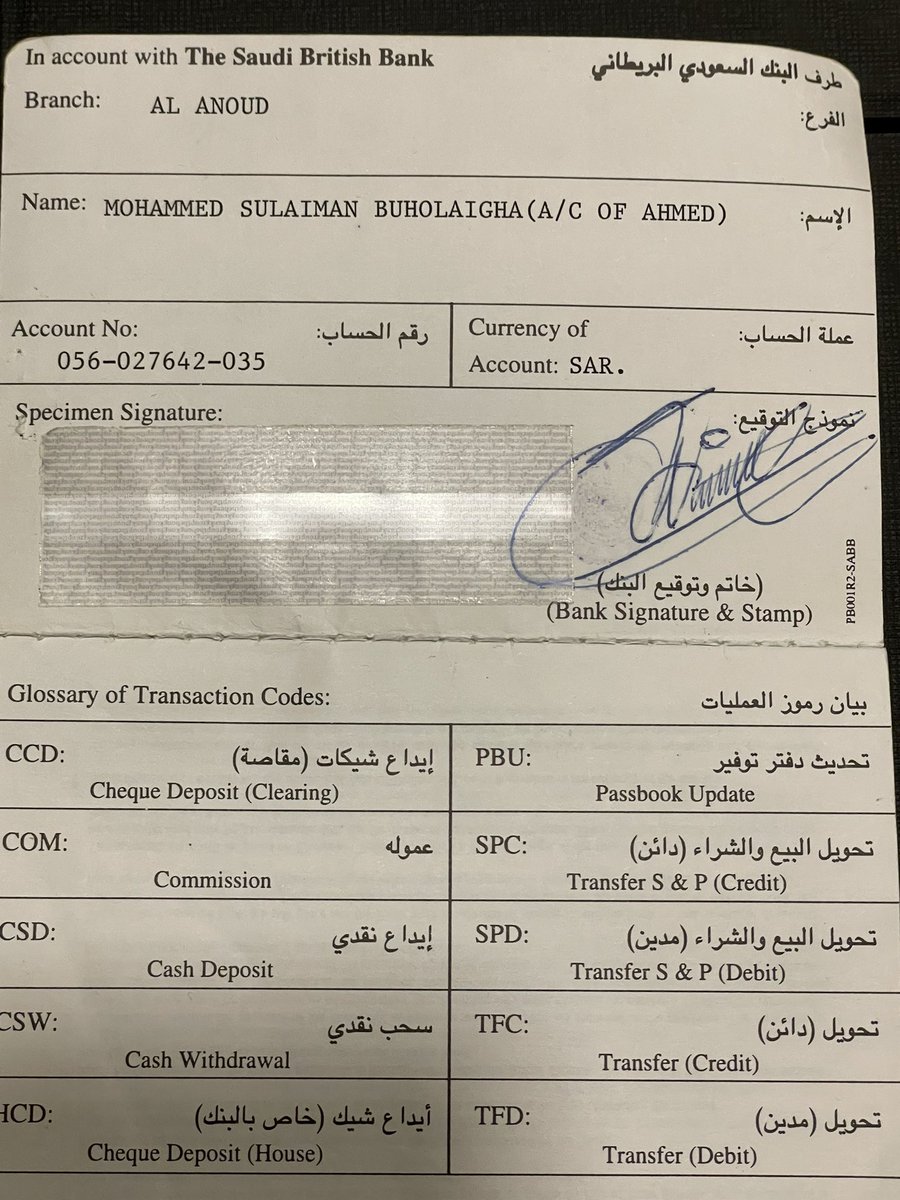 In account with The Saudi British Bank طرف البنك السعودي البريطاني
Branch: AL ANOUD الفرع:
Name: MOHAMMED SULAIMAN BUHOLAIGHA(A/C OF AHMED) الإسم:
Account No: رقم الحساب:
056-027642-035
Currency of عملة الحساب:
Account: SAR.
Specimen Signature: نموذج التوقيع:
(خاتم وتوقيع البنك)
(Bank Signature & Stamp)
PB001R2-SABB
Glossary of Transaction Codes: بيان رموز العمليات
CCD: إيداع شيكات (مقاصة)
Cheque Deposit (Clearing)
PBU: تحديث دفتر توفير
Passbook Update
COM: عموله
Commission
SPC: تحويل البيع والشراء (دائن)
Transfer S & P (Credit)
CSD: إيداع نقدي
Cash Deposit
SPD: تحويل البيع والشراء (مدين)
Transfer S & P (Debit)
CSW: سحب نقدي
Cash Withdrawal
TFC: تحويل (دائن)
Transfer (Credit)
HCD: أيداع شيك (خاص بالبنك)
Cheque Deposit (House)
TFD: تحويل (مدين)
Transfer (Debit)